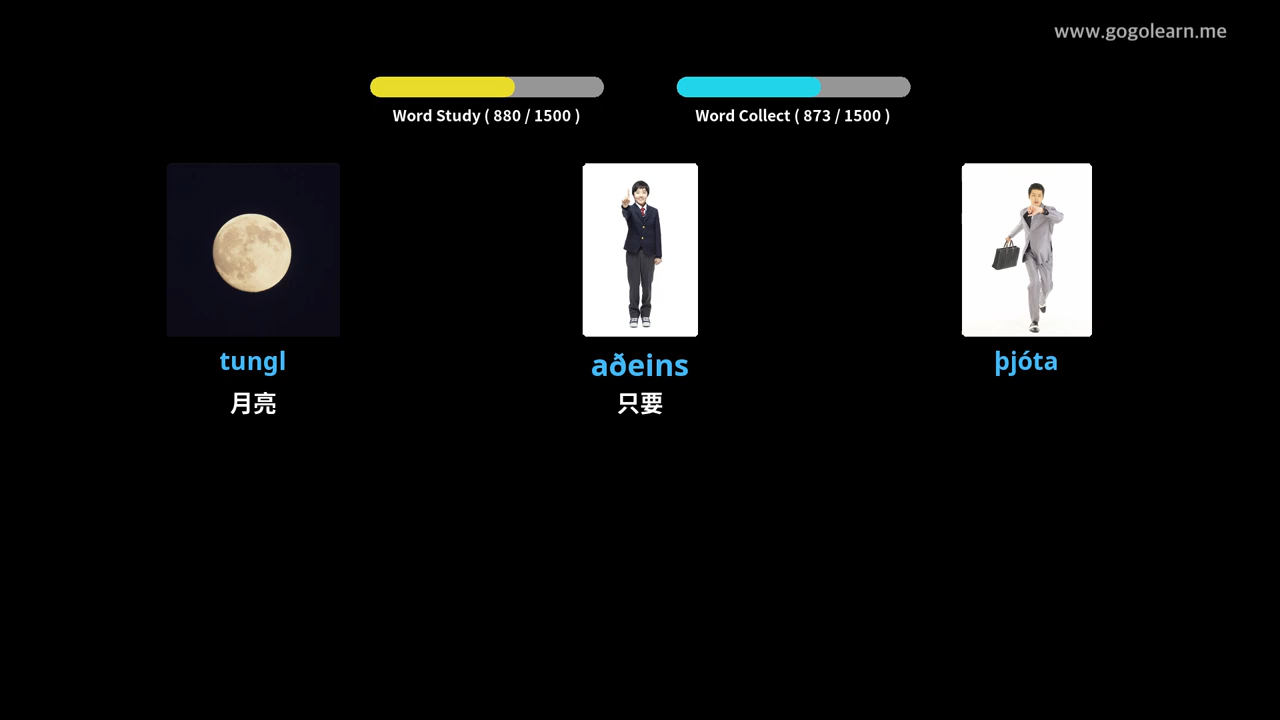 www.gogolearn.me
Word Study ( 880 / 1500 )
Word Collect ( 873 / 1500 )
tungl
aðeins
þjóta
月亮
只要